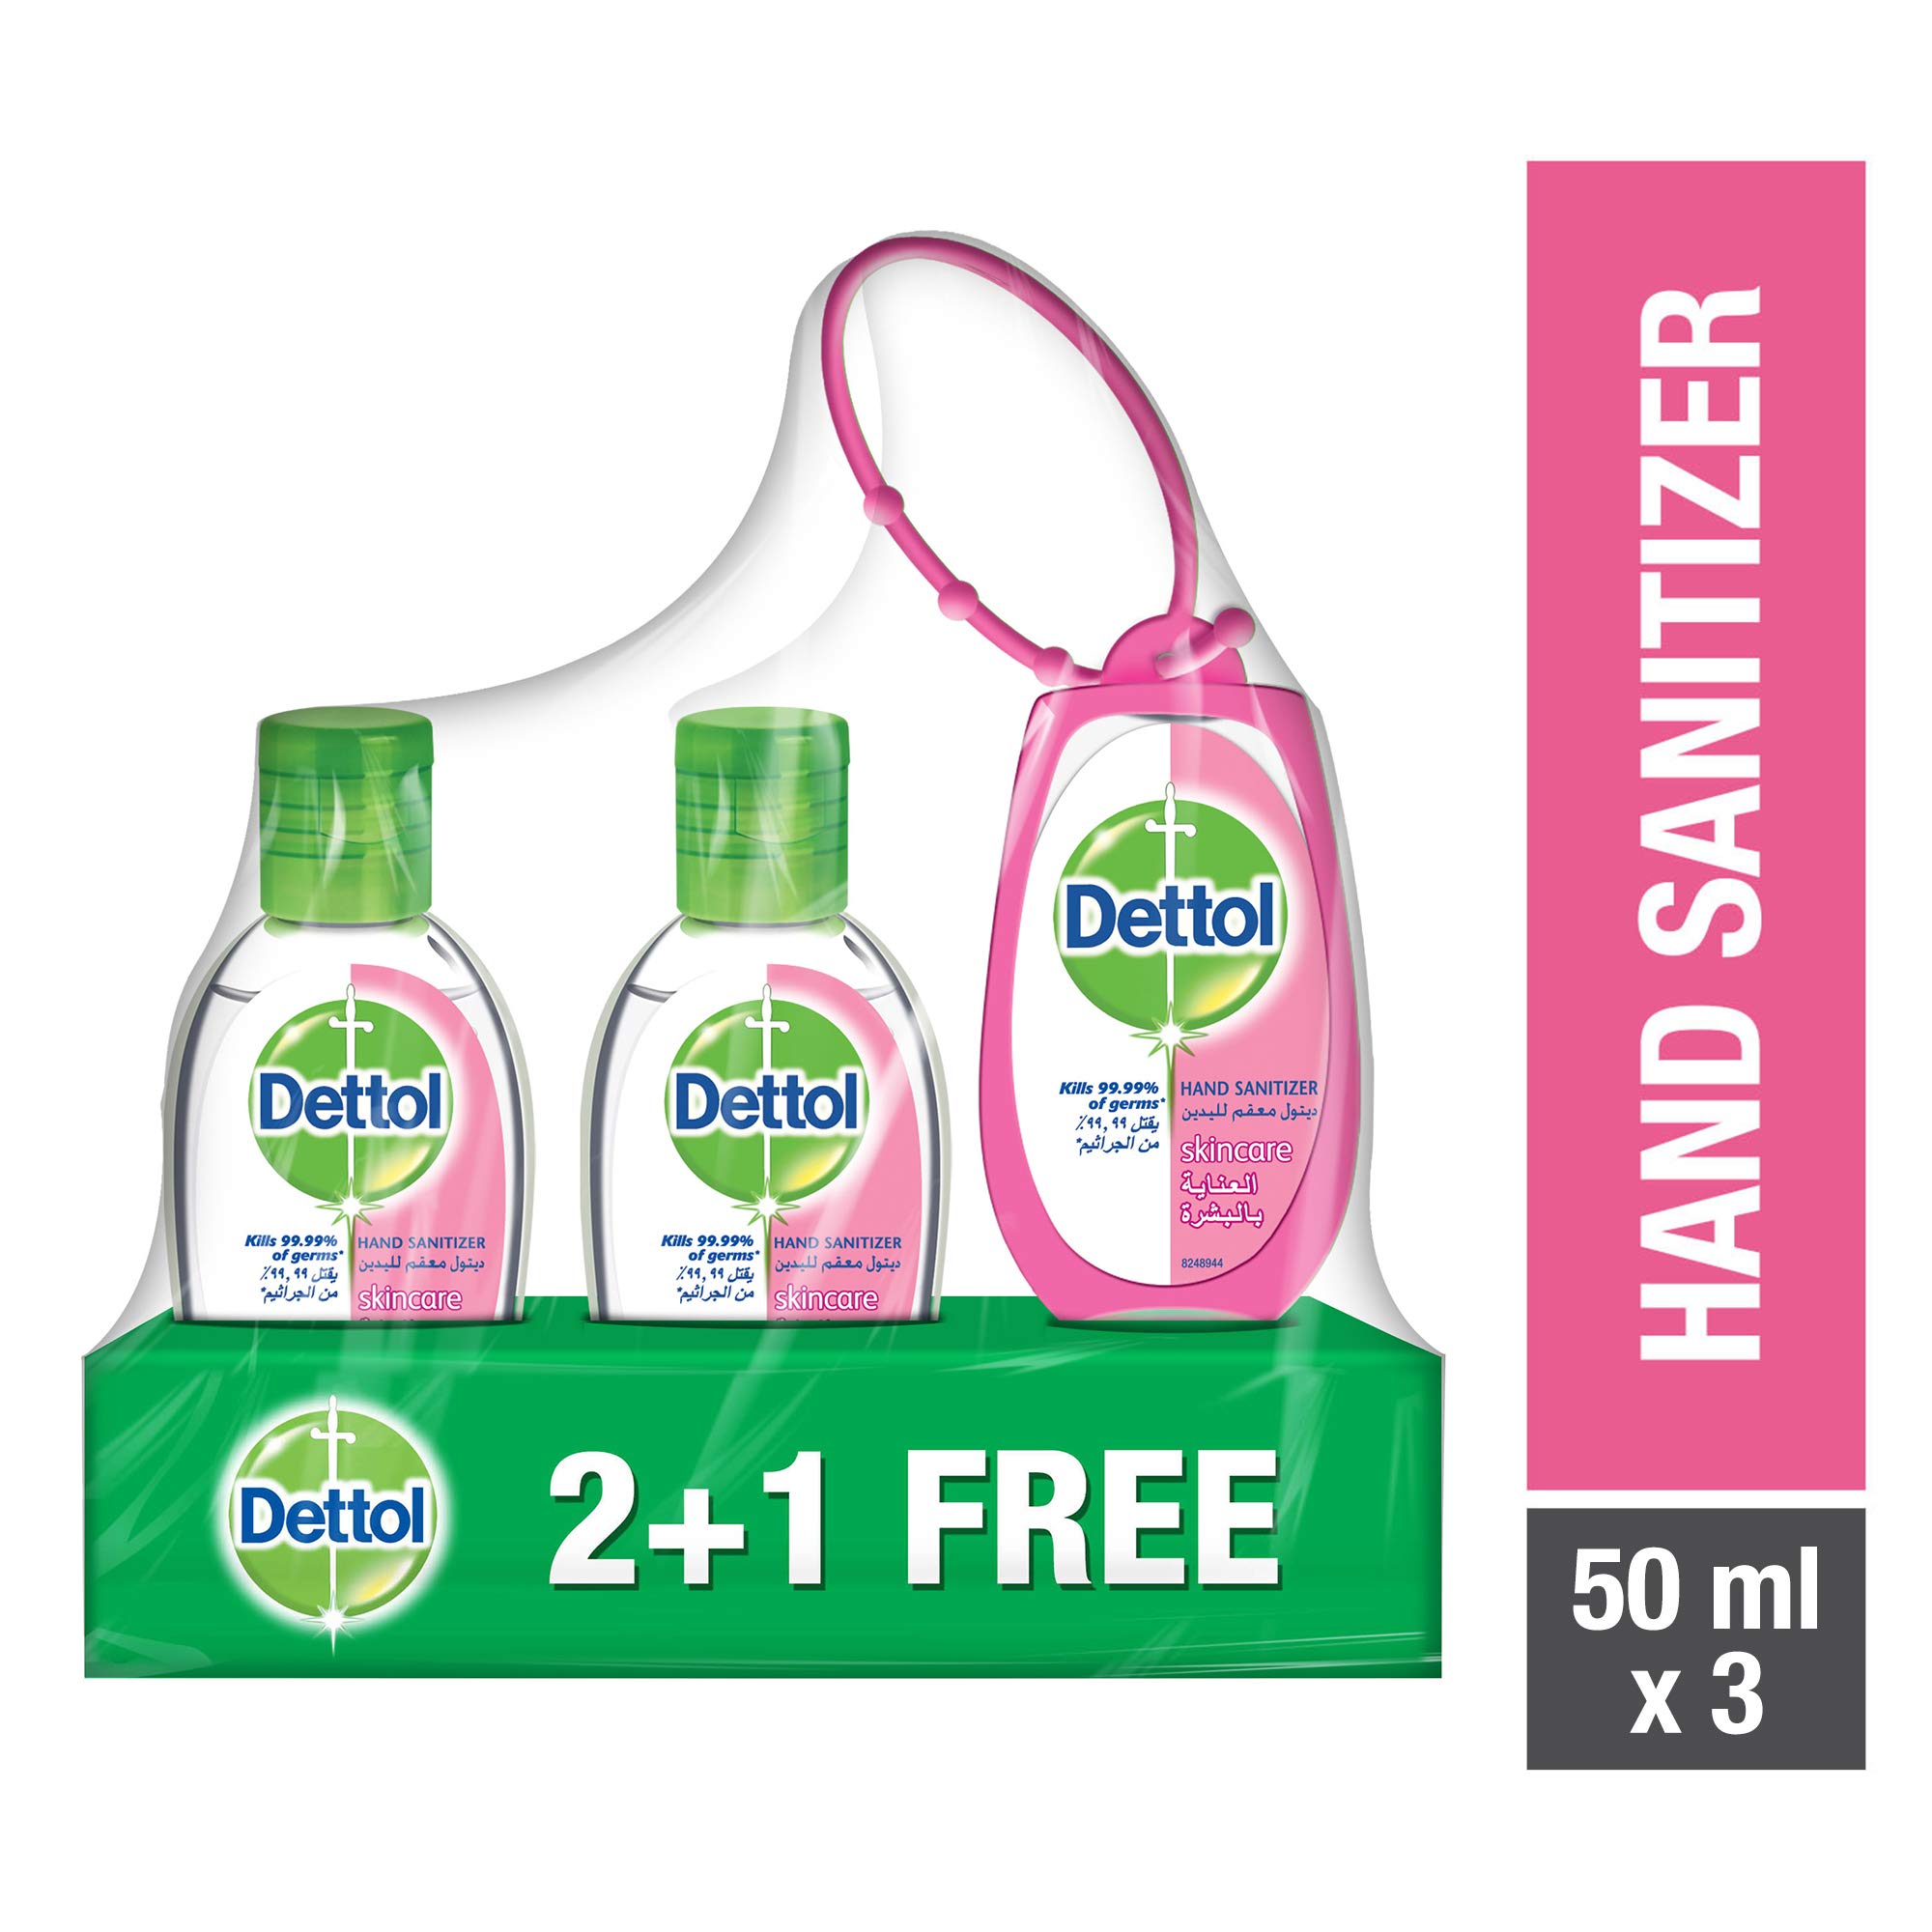 Dettol
Kills 99.99%
of germs*
يقتل ٩٩,٩٩٪
من الجراثيم*
HAND SANITIZER
ديتول معقم لليدين
skincare
Dettol
Kills 99.99%
of germs*
يقتل ٩٩,٩٩٪
من الجراثيم*
HAND SANITIZER
ديتول معقم لليدين
skincare
Dettol
Kills 99.99%
of germs*
يقتل ٩٩,٩٩٪
من الجراثيم*
HAND SANITIZER
ديتول معقم لليدين
skincare
العناية
بالبشرة
8248944
Dettol
2+1 FREE
HAND SANITIZER
50 ml
x 3